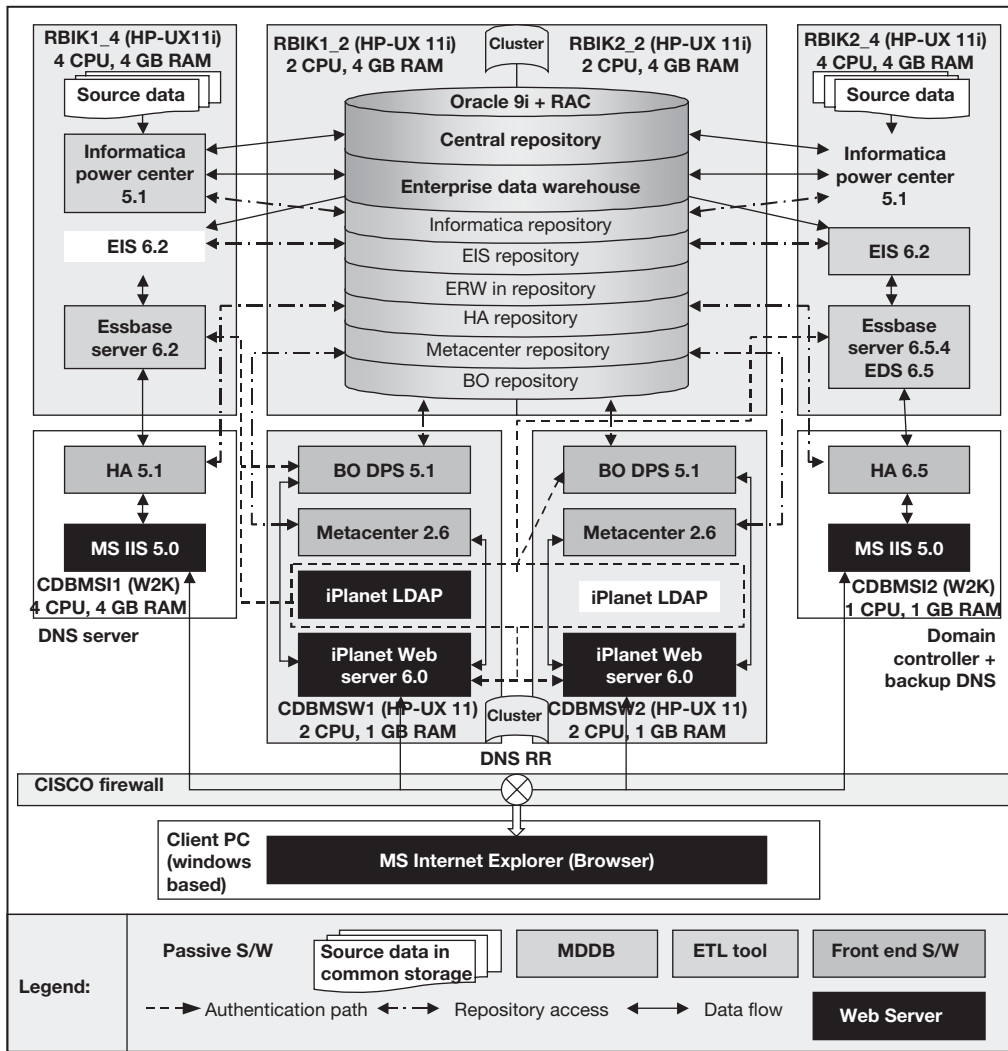 RBIK1_4 (HP-UX11i)
4 CPU, 4 GB RAM
Source data
Informatica
power center
5.1
EIS 6.2
Essbase
server 6.2
RBIK1_2 (HP-UX 11i)
2 CPU, 4 GB RAM
Cluster
RBIK2_2 (HP-UX 11i)
2 CPU, 4 GB RAM
Oracle 9i + RAC
Central repository
Enterprise data warehouse
Informatica repository
EIS repository
ERW in repository
HA repository
Metacenter repository
BO repository
RBIK2_4 (HP-UX 11i)
4 CPU, 4 GB RAM
Source data
Informatica
power center
5.1
EIS 6.2
Essbase
server 6.5.4
EDS 6.5
HA 5.1
MS IIS 5.0
CDBMSI1 (W2K)
4 CPU, 4 GB RAM
DNS server
BO DPS 5.1
Metacenter 2.6
iPlanet LDAP
iPlanet Web
server 6.0
CDBMSW1 (HP-UX 11)
2 CPU, 1 GB RAM
Cluster
DNS RR
BO DPS 5.1
Metacenter 2.6
iPlanet LDAP
iPlanet Web
server 6.0
CDBMSW2 (HP-UX 11)
2 CPU, 1 GB RAM
HA 6.5
MS IIS 5.0
CDBMSI2 (W2K)
1 CPU, 1 GB RAM
Domain
controller +
backup DNS
CISCO firewall
Client PC
(windows
based)
MS Internet Explorer (Browser)
Legend:
Passive S/W
Source data in
common storage
MDDB
ETL tool
Front end S/W
Authentication path
Repository access
Data flow
Web Server